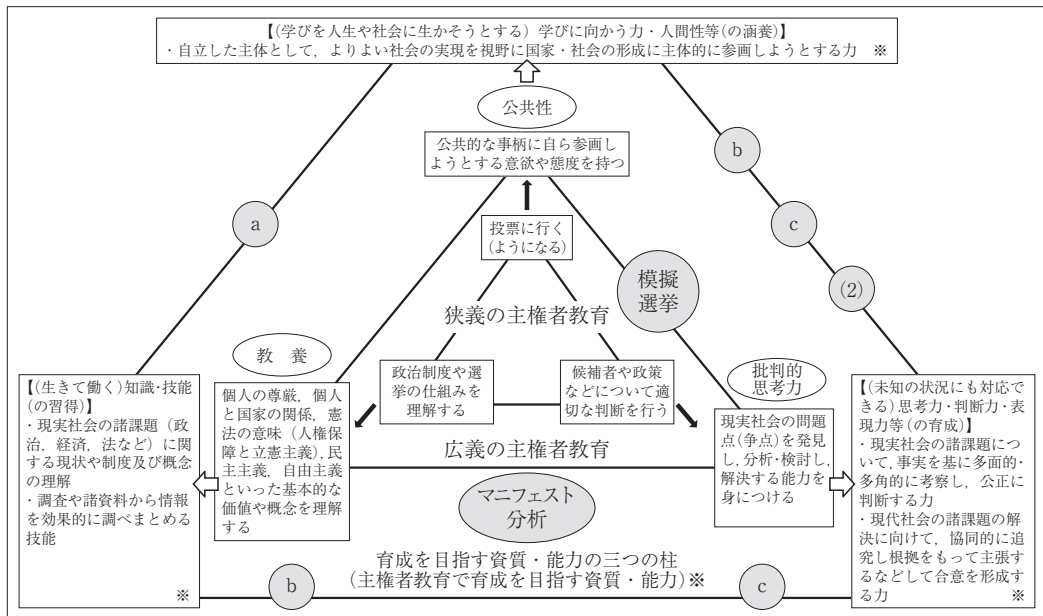 【(学びを人生や社会に生かそうとする) 学びに向かう力・人間性等(の涵養)】
・自立した主体として,よりよい社会の実現を視野に国家・社会の形成に主体的に参画しようとする力　※
公共性
公共的な事柄に自ら参画し
ようとする意欲や態度を持つ
b
a
投票に行く
(ようになる)
c
模擬
選挙
(2)
狭義の主権者教育
教　養
政治制度や選
挙の仕組みを
理解する
候補者や政策
などについて適
切な判断を行う
批判的
思考力
【(生きて働く)知識・技能
(の習得)】
・現実社会の諸課題（政
治，経済，法など）に関
する現状や制度及び概念
の理解
・調査や諸資料から情報
を効果的に調べまとめる
技能
※
個人の尊厳，個人
と国家の関係，憲
法の意味（人権保
障と立憲主義），民
主主義，自由主義
といった基本的な
価値や概念を理解
する
広義の主権者教育
現実社会の問題
点(争点)を発見
し,分析・検討し,
解決する能力を
身につける
【(未知の状況にも対応でき
る) 思考力・判断力・表
現力等(の育成)】
・現実社会の諸課題につ
いて,事実を基に多面的・
多角的に考察し，公正に
判断する力
・現代社会の諸課題の解
決に向けて，協同的に追
究し根拠をもって主張す
るなどして合意を形成す
る力　※
マニフェスト
分析
育成を目指す資質・能力の三つの柱
(主権者教育で育成を目指す資質・能力)※
b
c